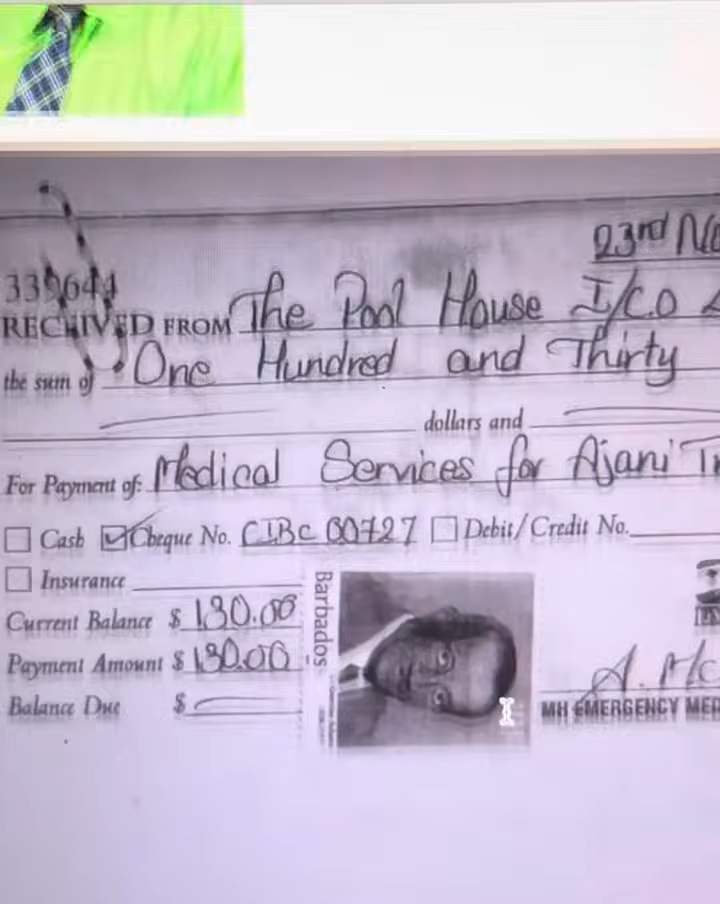 23rd
339644
RECEIVED FROM The Pool House I/C.O
the sum of One Hundred and Thirty
dollars and
For Payment of: Medical Services for Ajani
Cash Cheque No. CIBC 00727 Debit/Credit No.
Insurance
Current Balance $ 130.00
Payment Amount $ 130.00
Balance Due $
Barbados
A. Mc
MH EMERGENCY MED